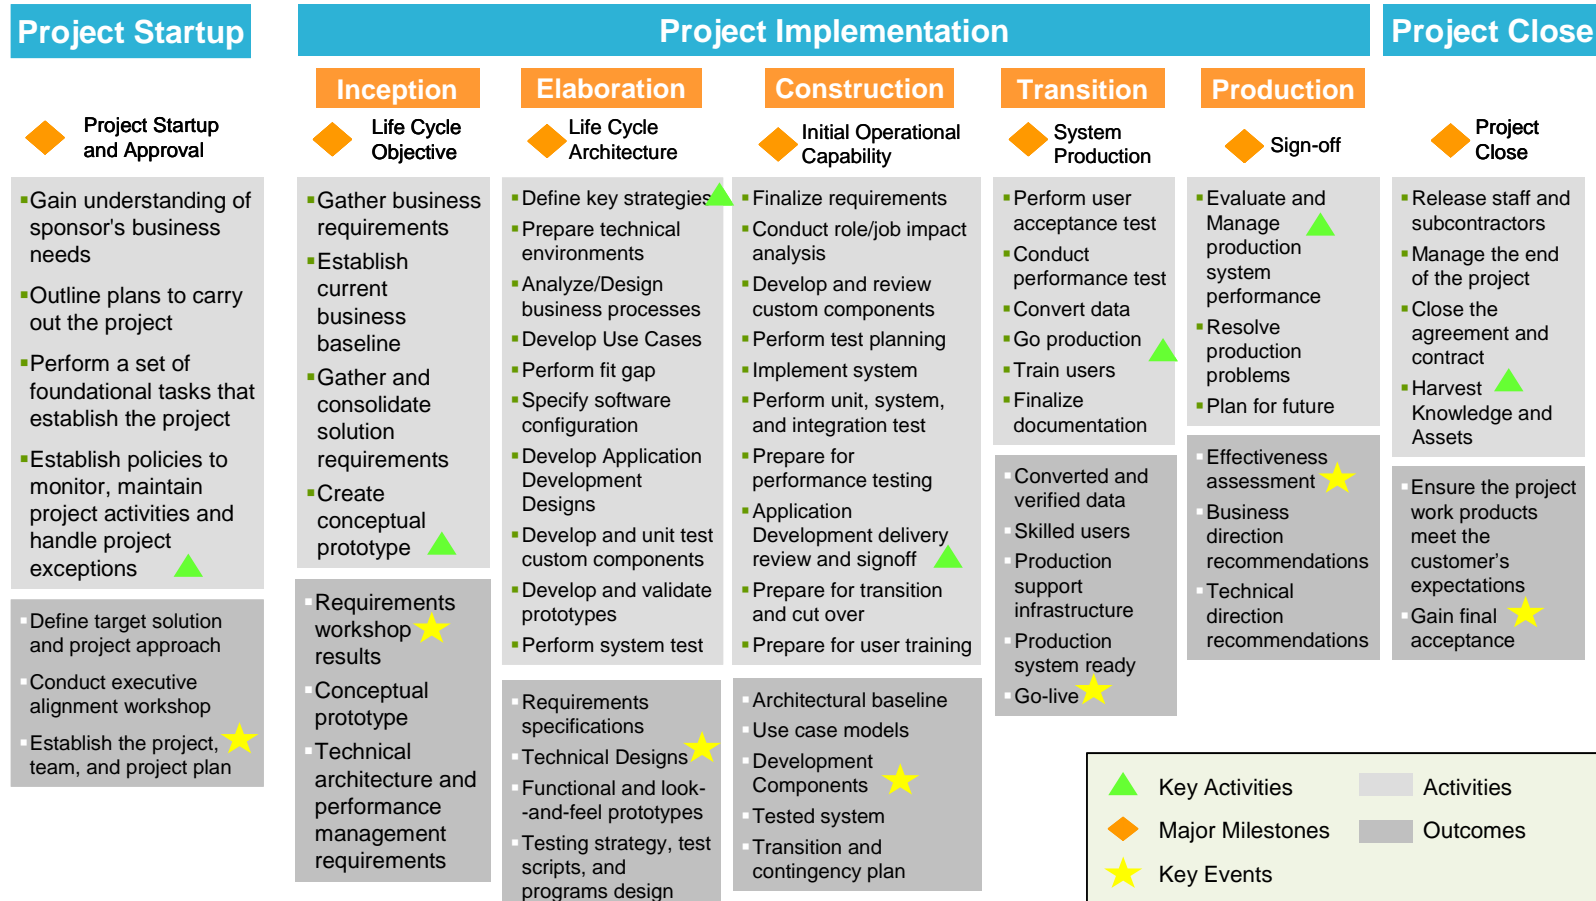 Project Startup
Project Implementation
Project Close
Inception
Elaboration
Construction
Transition
Production
Project Startup
and Approval
Life Cycle
Objective
Life Cycle
Architecture
Initial Operational
Capability
System
Production
Sign-off
Project
Close
Gain understanding of
sponsor's business
needs
Outline plans to carry
out the project
Perform a set of
foundational tasks that
establish the project
Establish policies to
monitor, maintain
project activities and
handle project
exceptions
Define target solution
and project approach
Conduct executive
alignment workshop
Establish the project,
team, and project plan
Gather business
requirements
Establish
current
business
baseline
Gather and
consolidate
solution
requirements
Create
conceptual
prototype
Requirements
workshop
results
Conceptual
prototype
Technical
architecture and
performance
management
requirements
Define key strategies
Prepare technical
environments
Analyze/Design
business processes
Develop Use Cases
Perform fit gap
Specify software
configuration
Develop Application
Development
Designs
Develop and unit test
custom components
Develop and validate
prototypes
Perform system test
Requirements
specifications
Technical Designs
Functional and look-
-and-feel prototypes
Testing strategy, test
scripts, and
programs design
Finalize requirements
Conduct role/job impact
analysis
Develop and review
custom components
Perform test planning
Implement system
Perform unit, system,
and integration test
Prepare for
performance testing
Application
Development delivery
review and signoff
Prepare for transition
and cut over
Prepare for user training
Architectural baseline
Use case models
Development
Components
Tested system
Transition and
contingency plan
Perform user
acceptance test
Conduct
performance test
Convert data
Go production
Train users
Finalize
documentation
Converted and
verified data
Skilled users
Production
support
infrastructure
Production
system ready
Go-live
Evaluate and
Manage
production
system
performance
Resolve
production
problems
Plan for future
Effectiveness
assessment
Business
direction
recommendations
Technical
direction
recommendations
Release staff and
subcontractors
Manage the end
of the project
Close the
agreement and
contract
Harvest
Knowledge and
Assets
Ensure the project
work products
meet the
customer’s
expectations
Gain final
acceptance
Key Activities
Activities
Major Milestones
Outcomes
Key Events